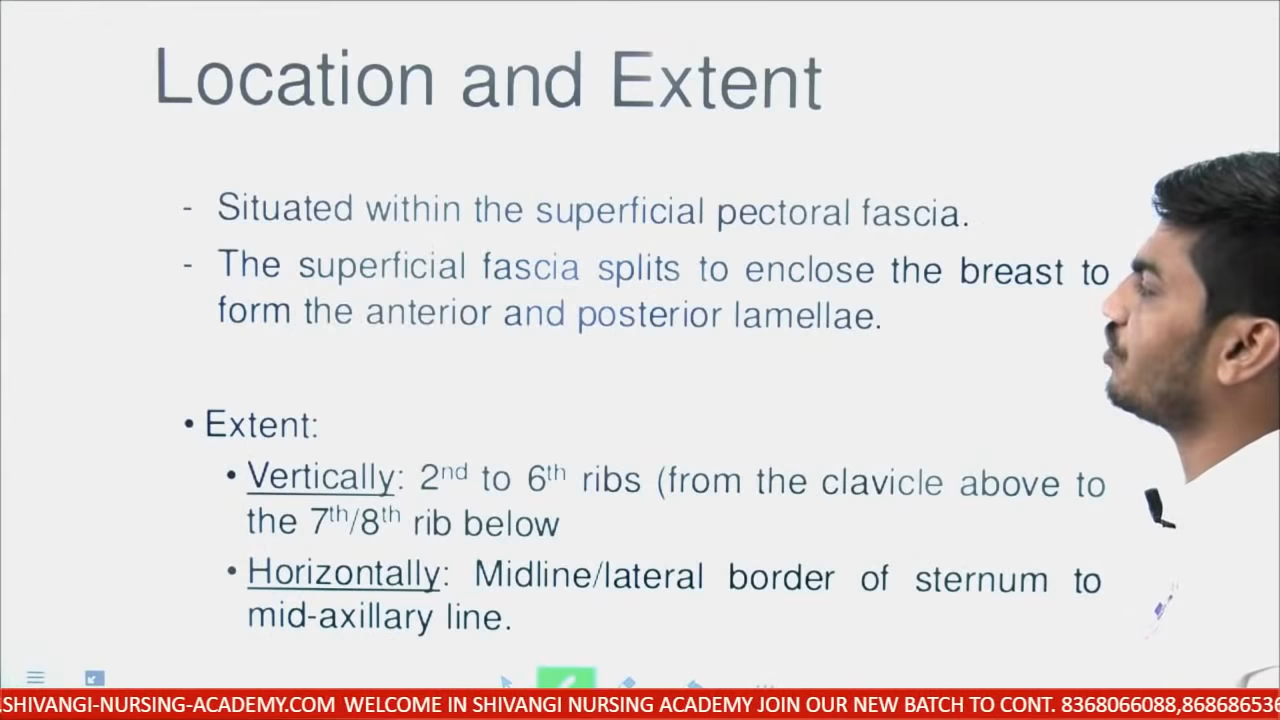 Location and Extent
- Situated within the superficial pectoral fascia.
- The superficial fascia splits to enclose the breast to
form the anterior and posterior lamellae.
• Extent:
• Vertically: 2nd to 6th ribs (from the clavicle above to
the 7th/8th rib below
• Horizontally: Midline/lateral border of sternum to
mid-axillary line.
.SHIVANGI-NURSING-ACADEMY.COM WELCOME IN SHIVANGI NURSING ACADEMY JOIN OUR NEW BATCH TO CONT. 8368066088,868686536